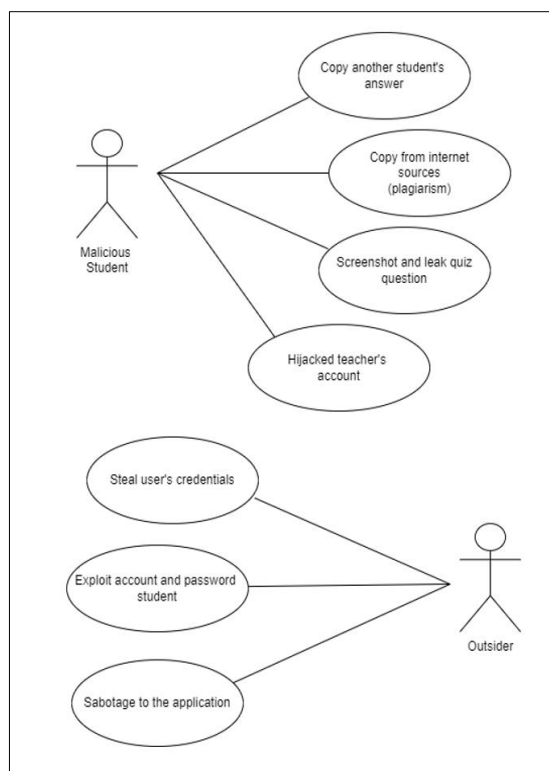 Copy another student's
answer
Copy from internet
sources
(plagiarism)
Malicious
Student
Screenshot and leak quiz
question
Hijacked teacher's
account
Steal user's credentials
Exploit account and password
student
Outsider
Sabotage to the application